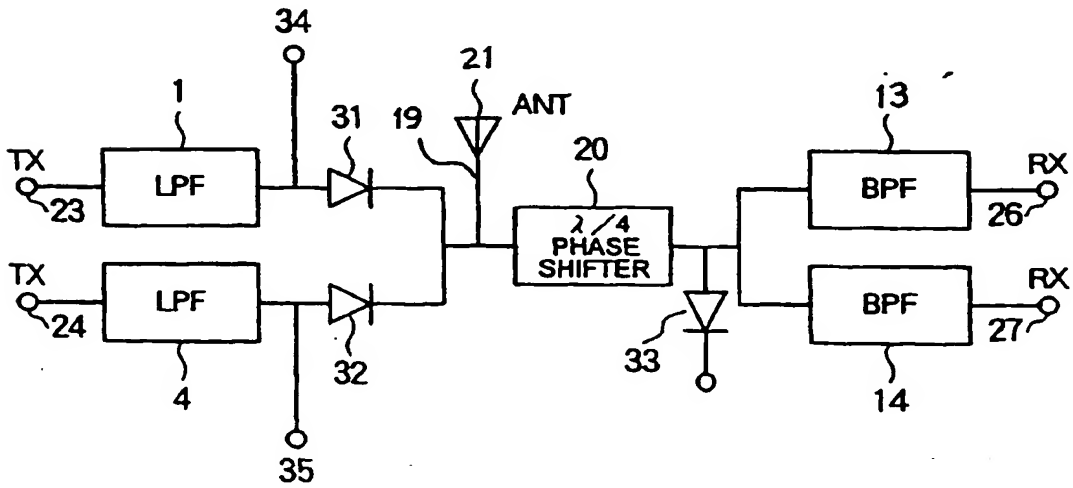 34
1
31
21
ANT
19
20
13
TX
LPF
23
λ/4
PHASE
SHIFTER
BPF
RX
26
TX
LPF
24
32
33
BPF
RX
27
4
14
35